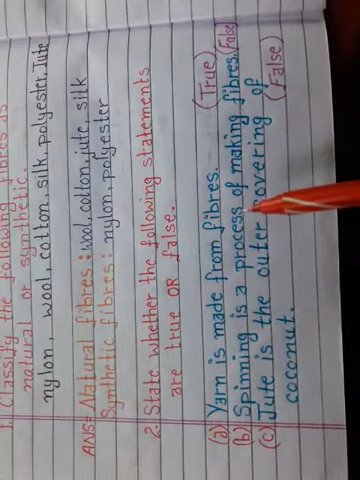 1. Classify the following fibres as
natural or synthetic.
nylon, wool, cotton, silk, polyester, Jute
ANS= Natural fibres: wool, cotton, jute, silk
Synthetic fibres: nylon, polyester
2. State whether the following statements
are true OR false.
(a) Yarn is made from fibres. (True)
(b) Spinning is a process of making fibres. (False)
(c) Jute is the outer covering of
coconut. (False)